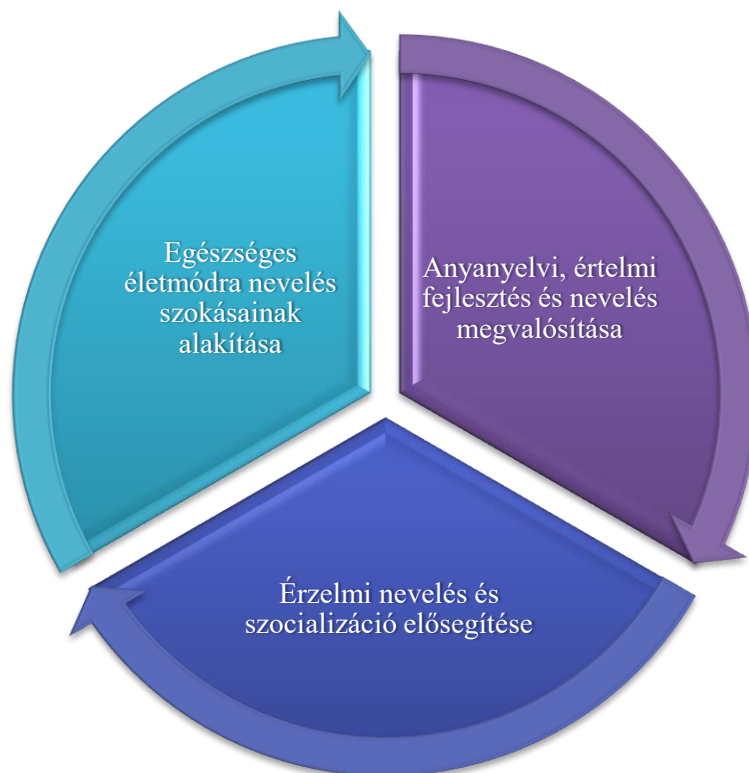 Egészséges
életmódra nevelés
szokásainak
alakítása
Anyanyelvi, értelmi
fejlesztés és nevelés
megvalósítása
Érzelmi nevelés és
szocializáció elősegítése